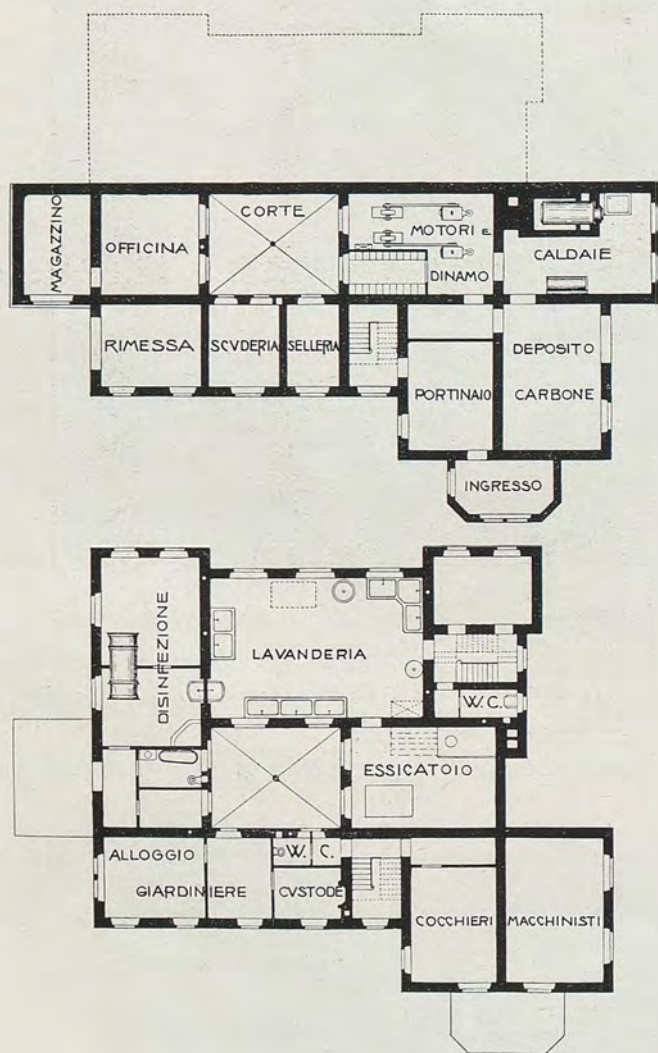 MAGAZZINO
OFFICINA
CORTE
MOTORI E
DINAMO
CALDAIE
RIMESSA
SCVDERIA
SELLERIA
PORTINAIO
DEPOSITO
CARBONE
INGRESSO
DISINFEZIONE
LAVANDERIA
W.C.
ESSICATOIO
ALLOGGIO
GIARDINIERE
W. C.
CVSTODE
COCCHIERI
MACCHINISTI